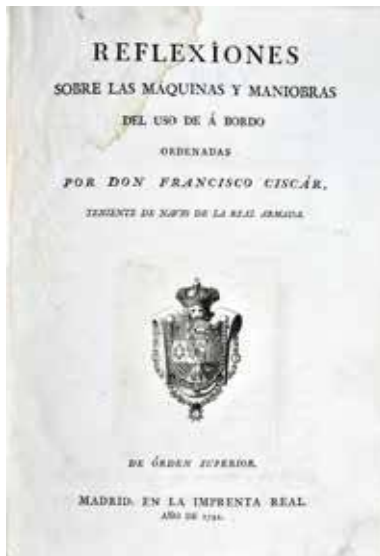 REFLEXÎONES
SOBRE LAS MÁQUINAS Y MANIOBRAS
DEL USO DE Á BORDO
ORDENADAS
POR DON FRANCISCO CISCÁR,
TENIENTE DE NAVIO DE LA REAL ARMADA.
DE ÓRDEN SUPERIOR.
MADRID. EN LA IMPRENTA REAL.
AÑO DE